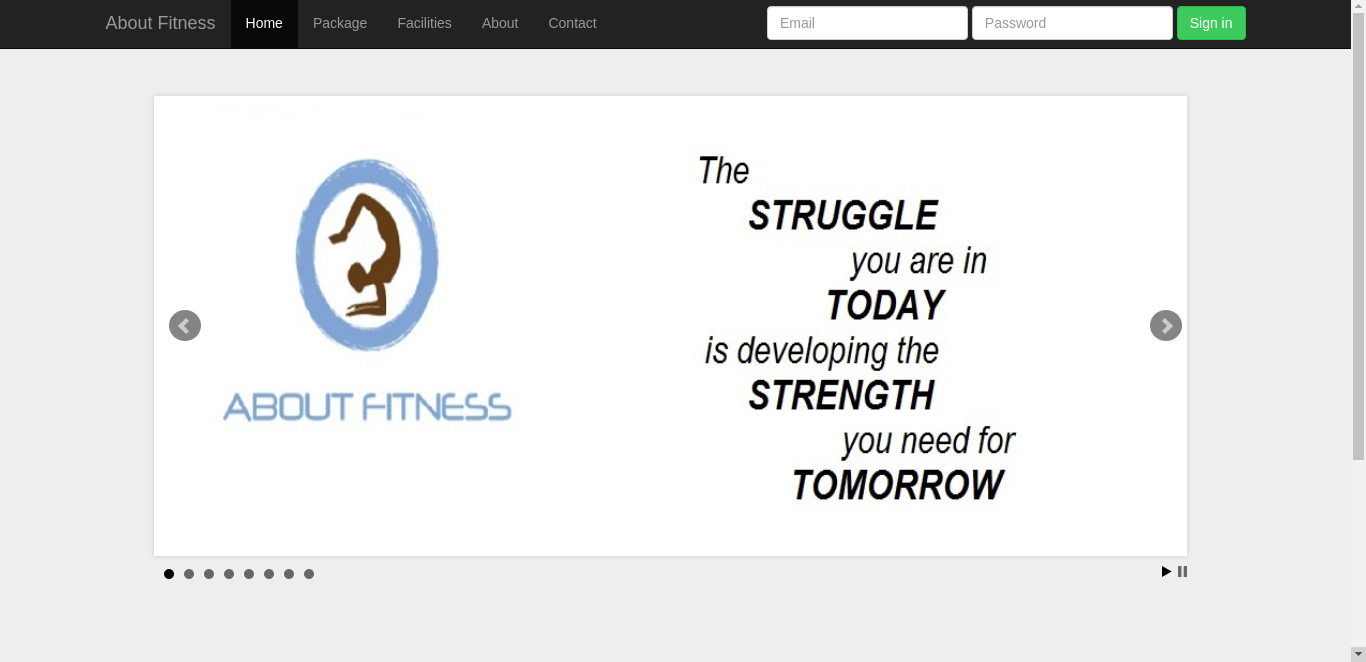 About Fitness Home Package Facilities About Contact Email Password Sign in
ABOUT FITNESS
The
STRUGGLE
you are in
TODAY
is developing the
STRENGTH
you need for
TOMORROW